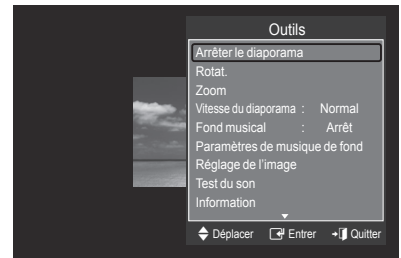 Outils
Arrêter le diaporama
Rotat.
Zoom
Vitesse du diaporama : Normal
Fond musical : Arrêt
Paramètres de musique de fond
Réglage de l'image
Test du son
Information
Déplacer Entrer Quitter